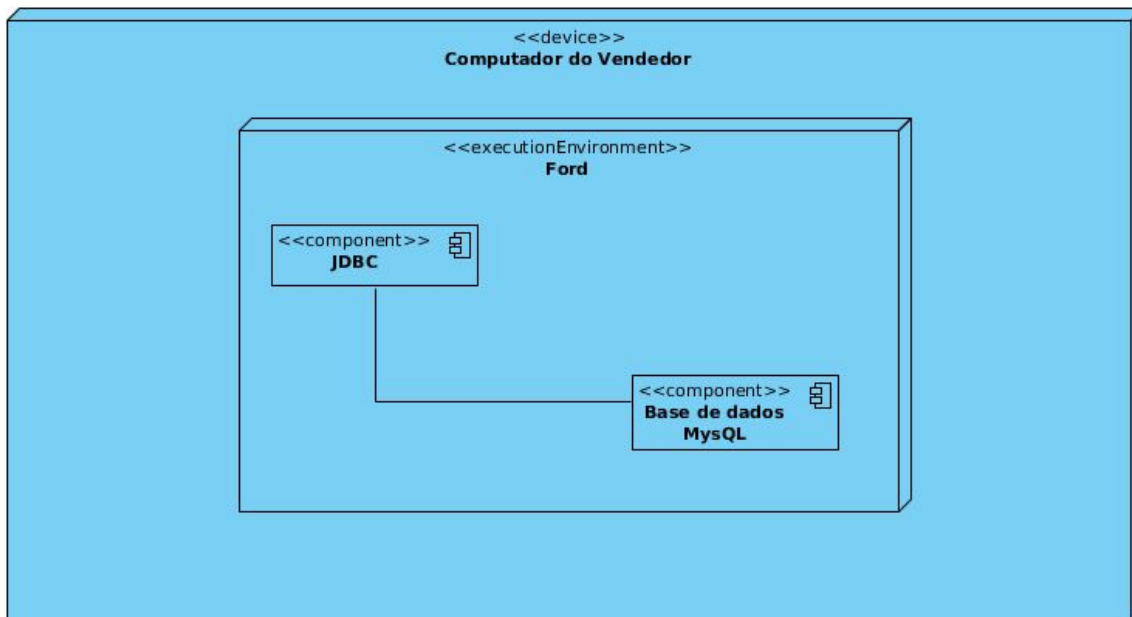 <<device>>
Computador do Vendedor
<<executionEnvironment>>
Ford
<<component>>
JDBC
<<component>>
Base de dados
MysQL